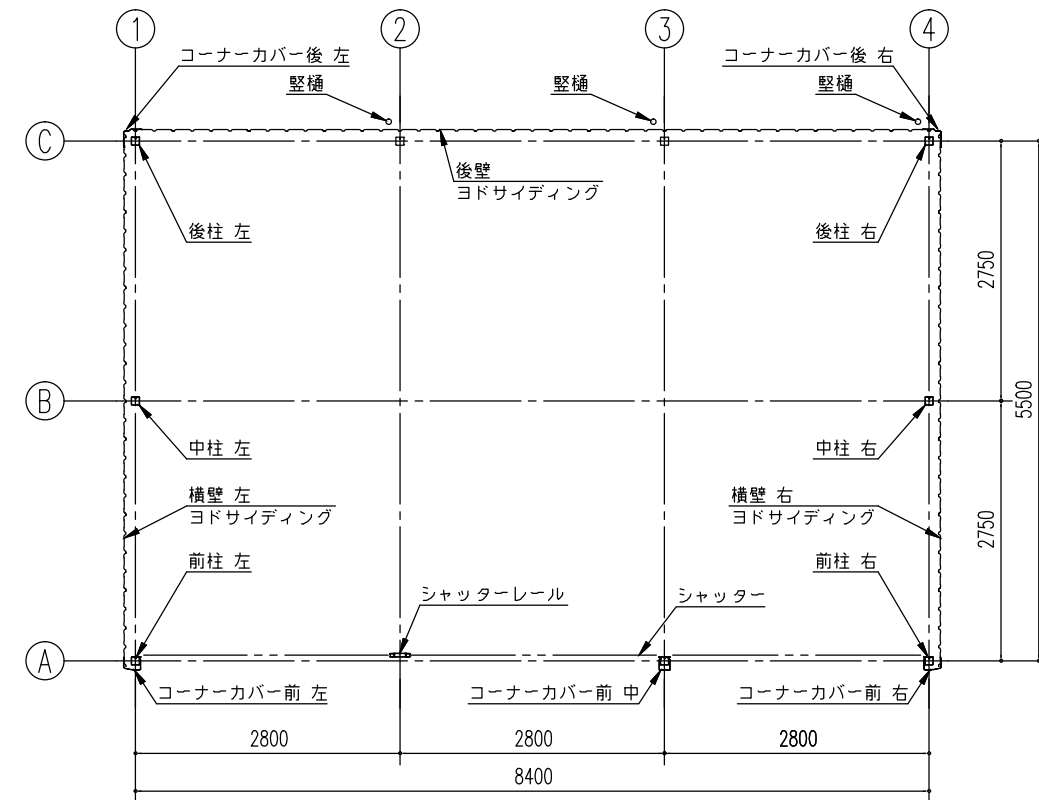 1
2
3
4
コーナーカバー後 左
コーナーカバー後 右
竪樋
竪樋
竪樋
C
後壁
ヨドサイディング
後柱 左
後柱 右
2750
B
5500
中柱 左
中柱 右
横壁 左
ヨドサイディング
横壁 右
ヨドサイディング
2750
前柱 左
前柱 右
シャッターレール
シャッター
A
コーナーカバー前 左
コーナーカバー前 中
コーナーカバー前 右
2800
2800
2800
8400